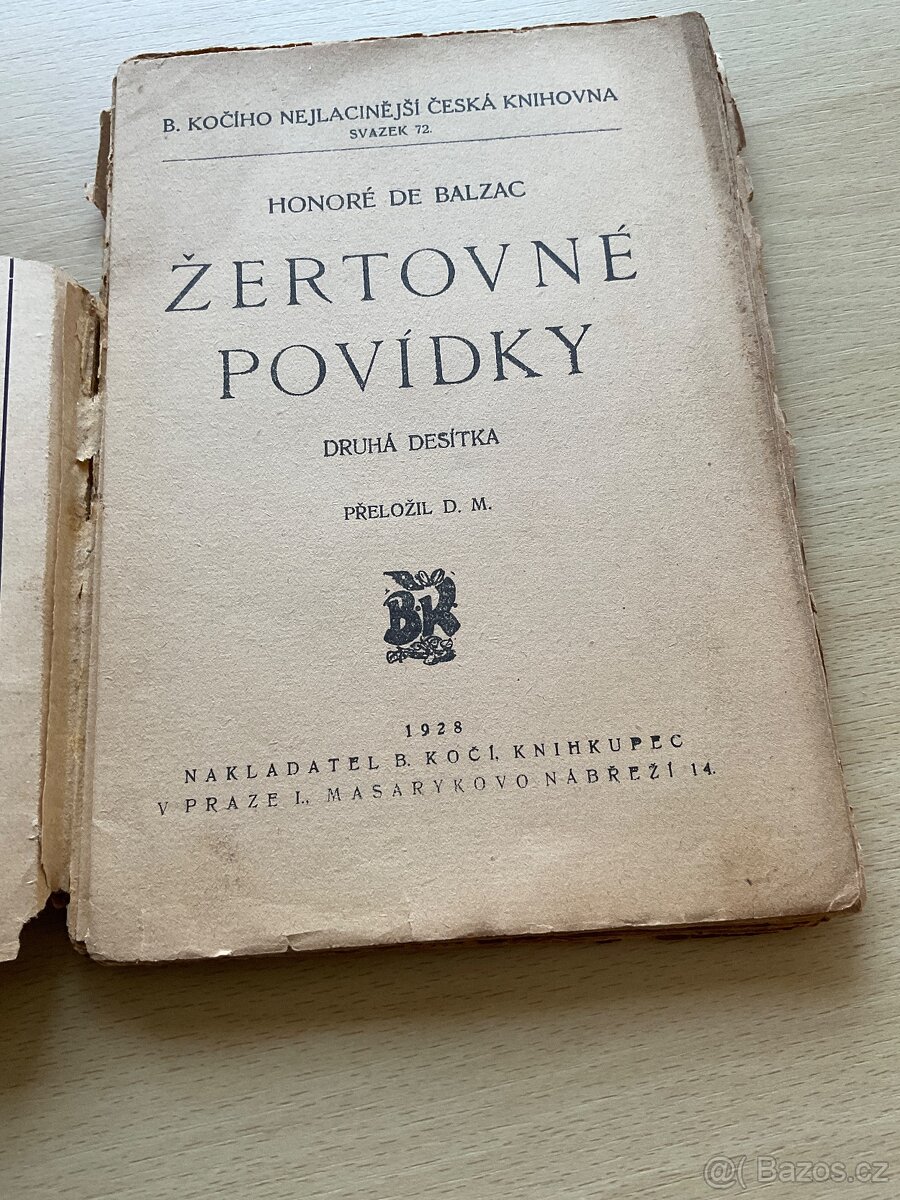 B. KOČÍHO NEJLACINĚJŠÍ ČESKÁ KNIHOVNA
SVAZEK 72.
HONORÉ DE BALZAC
ŽERTOVNÉ
POVÍDKY
DRUHÁ DESÍTKA
PŘELOŽIL D. M.
B.K.
1928
NAKLADATEL B. KOČÍ, KNIHKUPEC
V PRAZE I., MASARYKOVO NÁBŘEŽÍ 14.
@( Bazos.cz